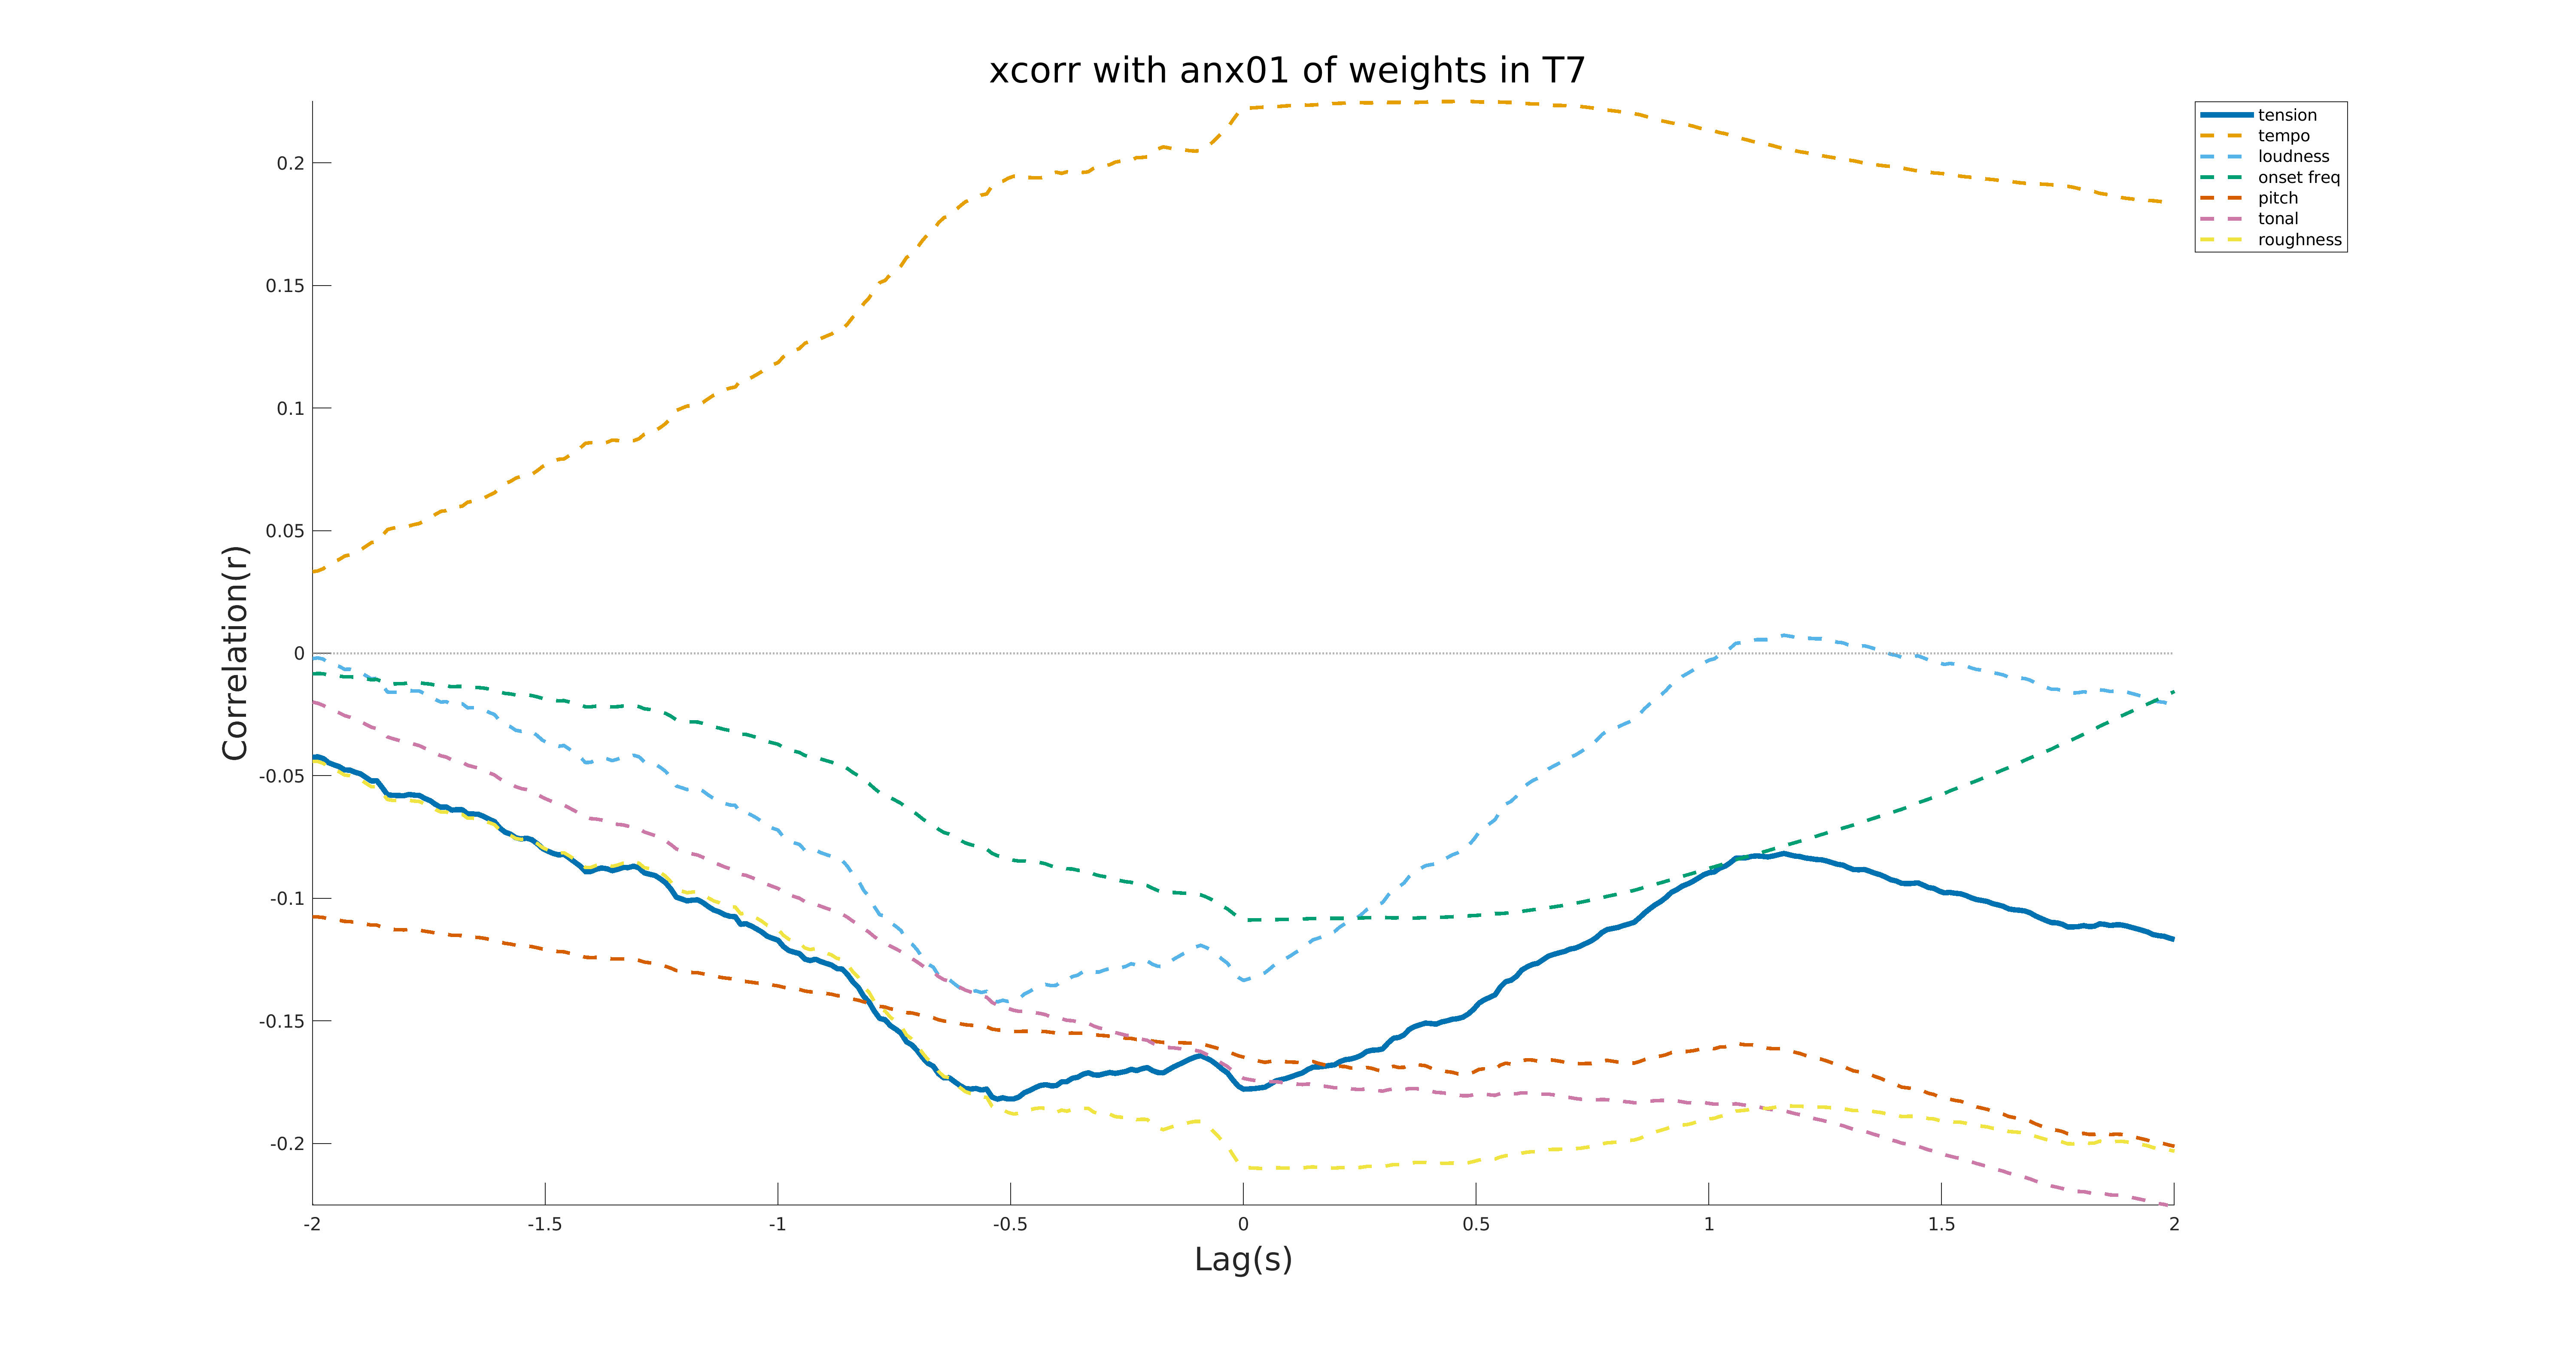 xcorr with anx01 of weights in T7
tension
tempo
loudness
onset freq
pitch
tonal
roughness
Correlation(r)
0.2
0.15
0.1
0.05
0
-0.05
-0.1
-0.15
-0.2
-2 -1.5 -1 -0.5 0 0.5 1 1.5 2
Lag(s)